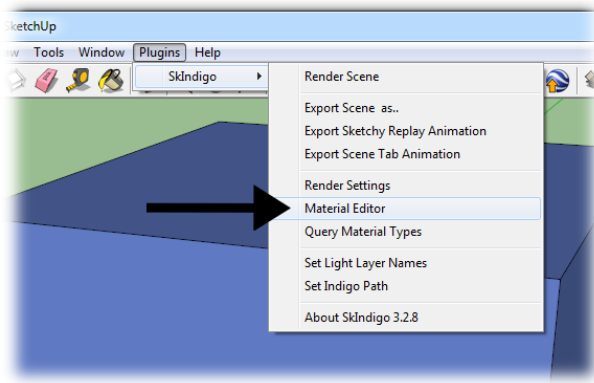 SketchUp
Tools Window Plugins Help
SkIndigo
Render Scene
Export Scene as..
Export Sketchy Replay Animation
Export Scene Tab Animation
Render Settings
Material Editor
Query Material Types
Set Light Layer Names
Set Indigo Path
About SkIndigo 3.2.8